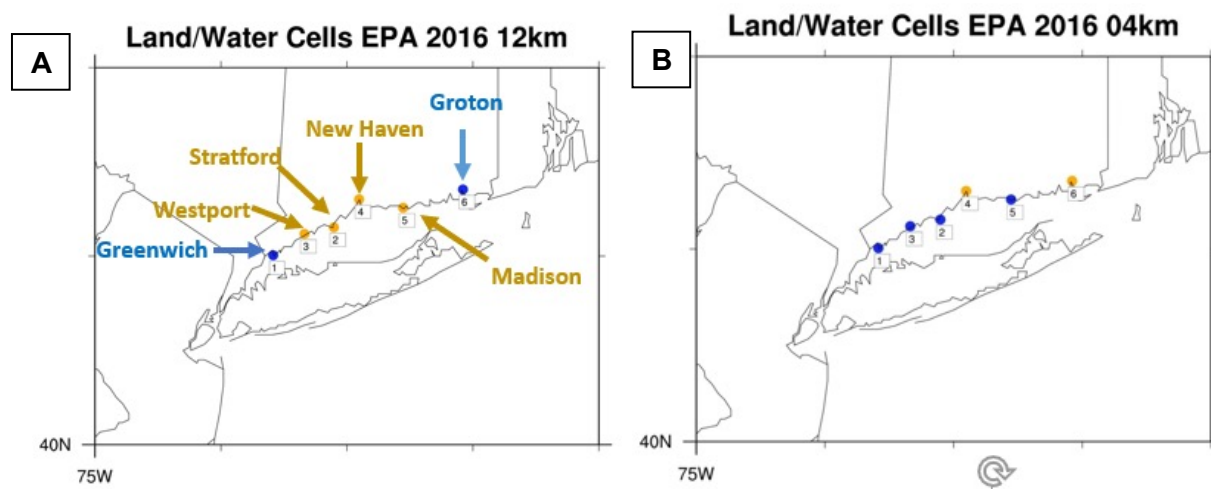 A
Land/Water Cells EPA 2016 12km
Groton
New Haven
Stratford
Westport
Greenwich
Madison
1
3
2
4
5
6
40N
75W
B
Land/Water Cells EPA 2016 04km
1
3
2
4
5
6
40N
75W